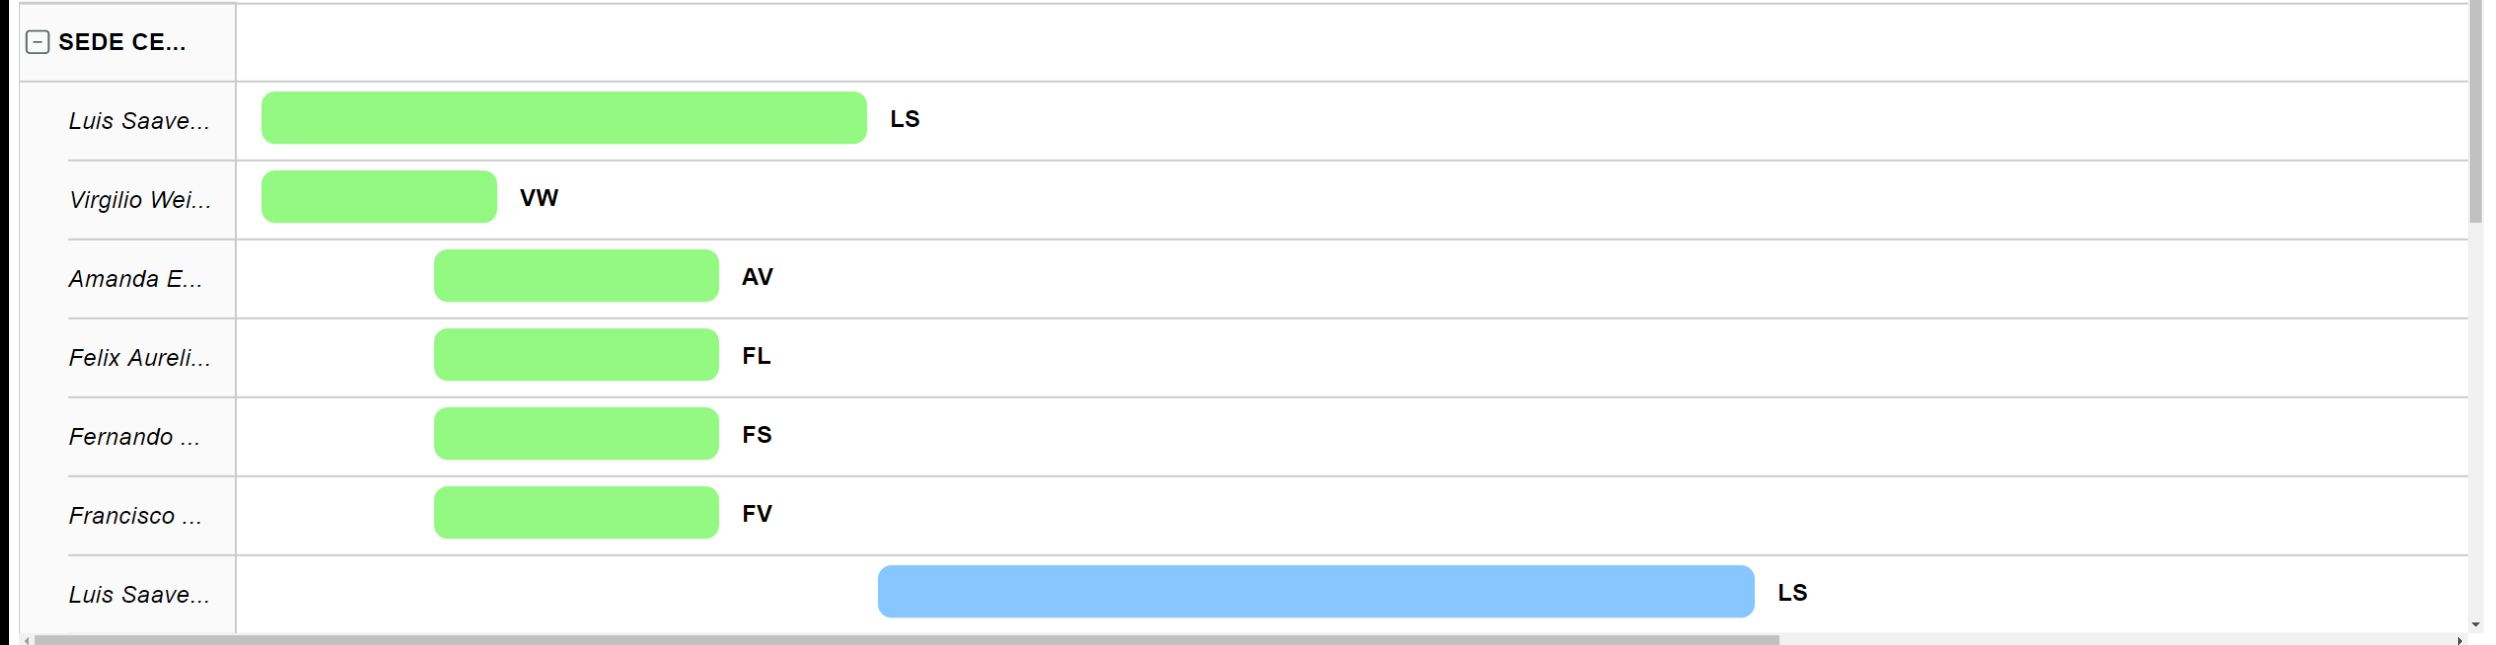 SEDE CE...
Luis Saave... LS
Virgilio Wei... VW
Amanda E... AV
Felix Aureli... FL
Fernando ... FS
Francisco ... FV
Luis Saave... LS